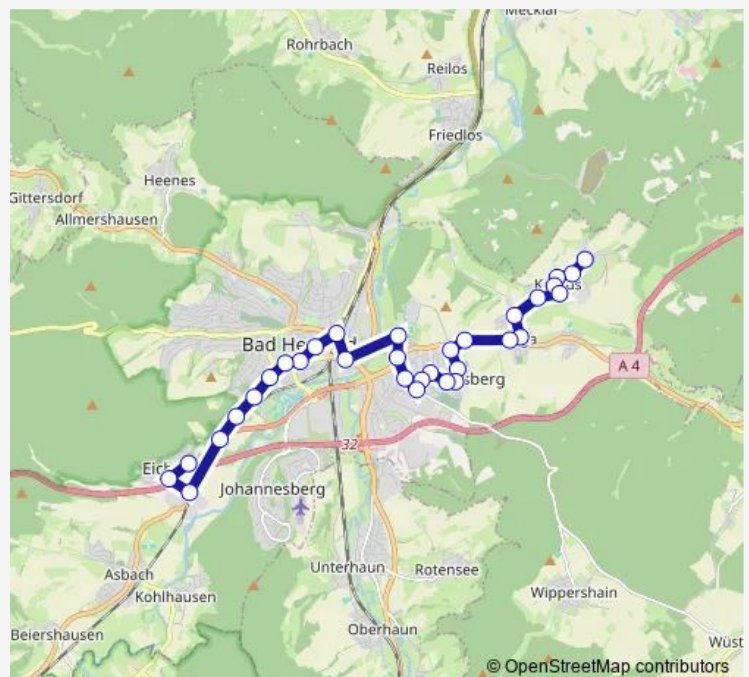 Mecklar
Rohrbach
Reilos
Friedlos
Heenes
Gittersdorf
Allmershausen
Bad He
d
sberg
A 4
Eich
32
Johannesberg
Asbach
Kohlhausen
Unterhaun
Rotensee
Wippershain
Beiershausen
Oberhaun
Wüst
© OpenStreetMap contributors